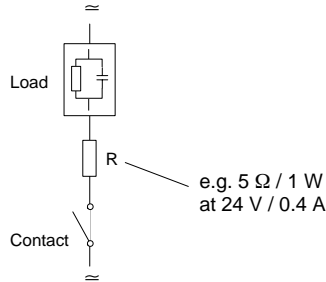 ≃
Load
R
e.g. 5 Ω / 1 W
at 24 V / 0.4 A
Contact
≃